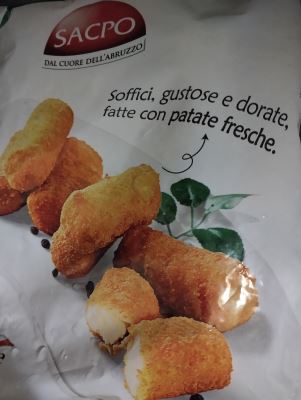 SACPO
DAL CUORE DELL'ABRUZZO
Soffici, gustose e dorate,
fatte con patate fresche.